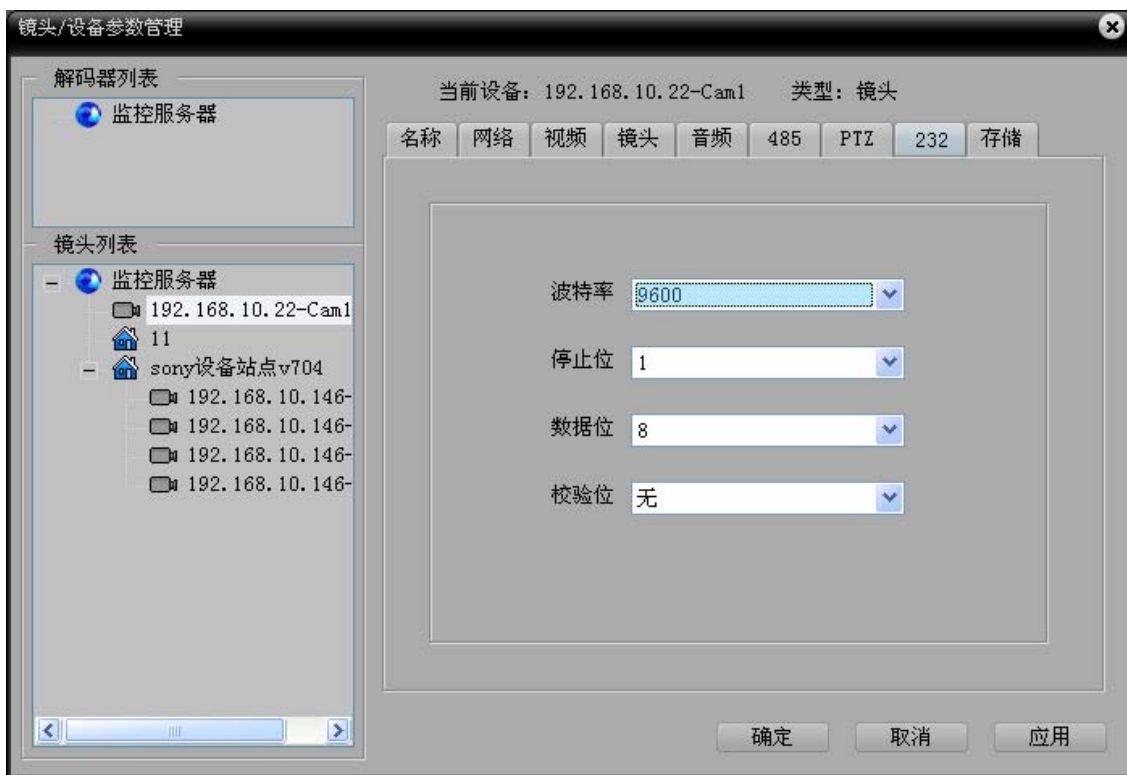 镜头/设备参数管理
解码器列表
监控服务器
镜头列表
监控服务器
192.168.10.22-Cam1
11
sony设备站点v704
192.168.10.146-
192.168.10.146-
192.168.10.146-
192.168.10.146-
当前设备: 192.168.10.22-Cam1 类型: 镜头
名称 网络 视频 镜头 音频 485 PTZ 232 存储
波特率 9600
停止位 1
数据位 8
校验位 无
确定 取消 应用